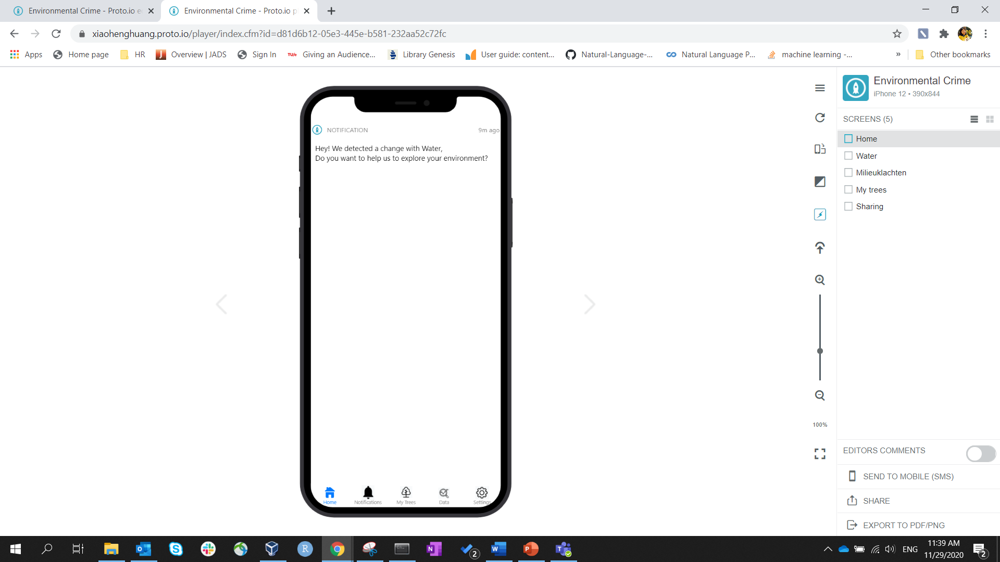 Environmental Crime - Proto.io e
Environmental Crime - Proto.io p
xiaohenghuang.proto.io/player/index.cfm?id=d81d6b12-05e3-445e-b581-232aa52c72fc
Apps
Home page
HR
Overview | JADS
Sign In
TU/e
Giving an Audience...
Library Genesis
User guide: content...
Natural-Language-...
Natural Language P...
machine learning -...
»
Other bookmarks
NOTIFICATION
9m ago
Hey! We detected a change with Water,
Do you want to help us to explore your environment?
Home
Notifications
My Trees
Data
Settings
100%
Environmental Crime
iPhone 12 • 390x844
SCREENS (5)
Home
Water
Milieuklachten
My trees
Sharing
EDITORS COMMENTS
SEND TO MOBILE (SMS)
SHARE
EXPORT TO PDF/PNG
2
ENG
11:39 AM
11/29/2020
2